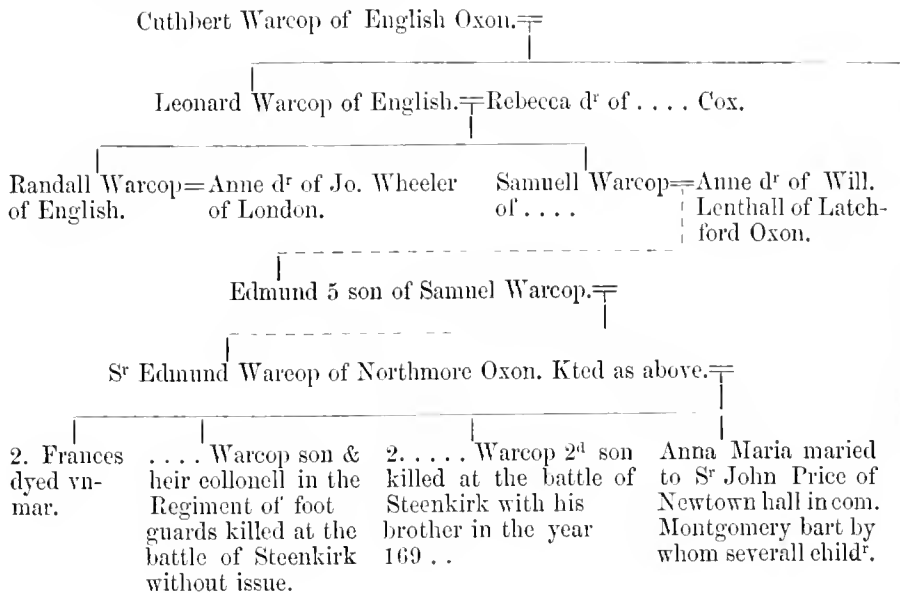 Cuthbert Warcop of English Oxon.
Leonard Warcop of English.=Rebecca dʳ of . . . . Cox.
Randall Warcop=Anne dʳ of Jo. Wheeler
of English. of London.
Samuell Warcop=Anne dʳ of Will.
of . . . . Lenthall of Latch-
ford Oxon.
Edmund 5 son of Samuel Warcop.
Sʳ Edmund Warcop of Northmore Oxon. Kted as above.
2. Frances
dyed vn-
mar.
. . . . Warcop son &
heir collonell in the
Regiment of foot
guards killed at the
battle of Steenkirk
without issue.
2. . . . . Warcop 2ᵈ son
killed at the battle of
Steenkirk with his
brother in the year
169 . .
Anna Maria maried
to Sʳ John Price of
Newtown hall in com.
Montgomery bart by
whom severall childʳ.